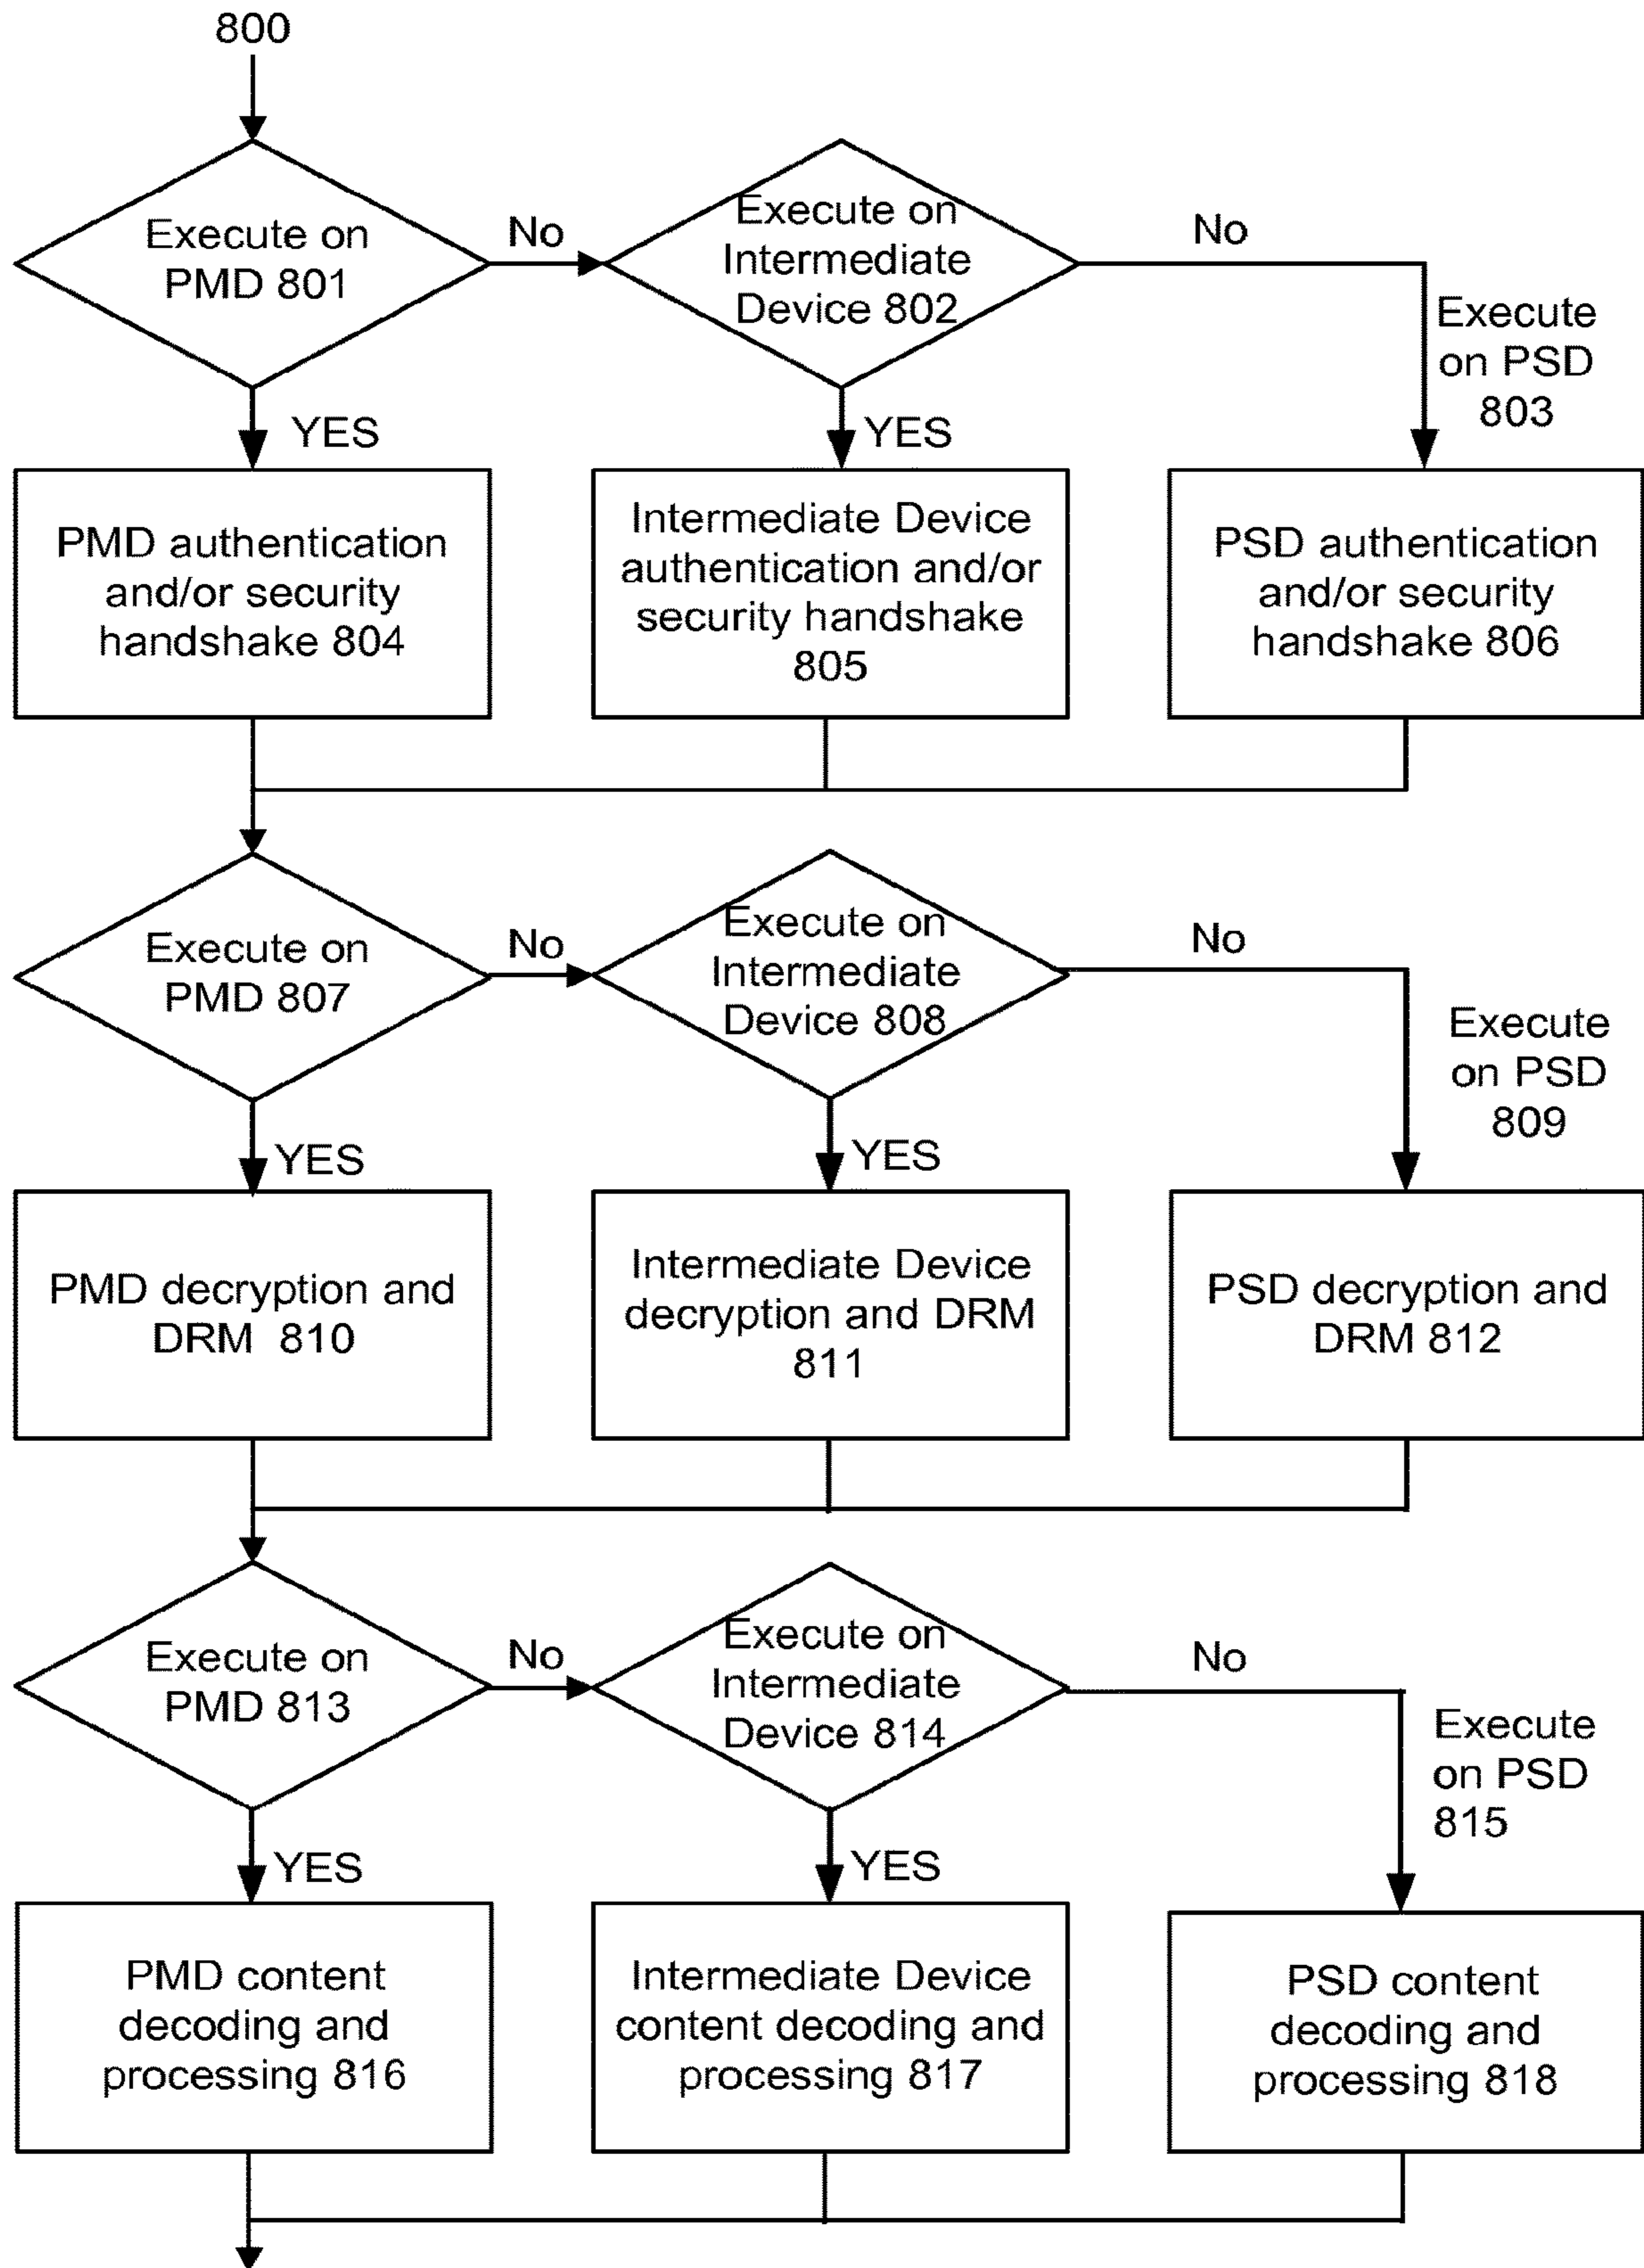 800
Execute on
PMD 801
No
Execute on
Intermediate
Device 802
No
Execute
on PSD
803
YES
YES
PMD authentication
and/or security
handshake 804
Intermediate Device
authentication and/or
security handshake
805
PSD authentication
and/or security
handshake 806
Execute on
PMD 807
No
Execute on
Intermediate
Device 808
No
Execute
on PSD
809
YES
YES
PMD decryption and
DRM 810
Intermediate Device
decryption and DRM
811
PSD decryption and
DRM 812
Execute on
PMD 813
No
Execute on
Intermediate
Device 814
No
Execute
on PSD
815
YES
YES
PMD content
decoding and
processing 816
Intermediate Device
content decoding and
processing 817
PSD content
decoding and
processing 818